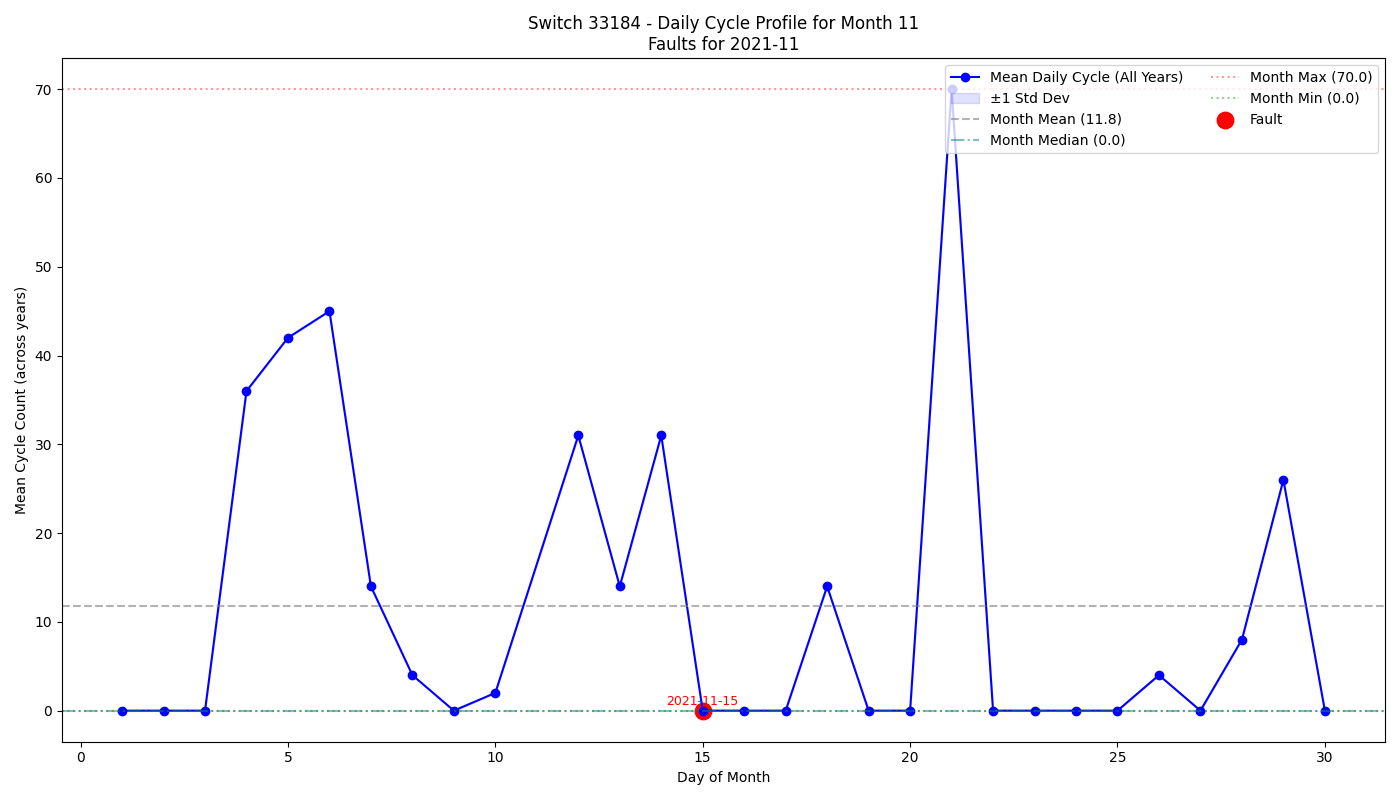 Switch 33184 - Daily Cycle Profile for Month 11
Faults for 2021-11
Mean Daily Cycle (All Years)
±1 Std Dev
Month Mean (11.8)
Month Median (0.0)
Month Max (70.0)
Month Min (0.0)
Fault
Mean Cycle Count (across years)
70
60
50
40
30
20
10
0
2021-11-15
0
5
10
15
20
25
30
Day of Month